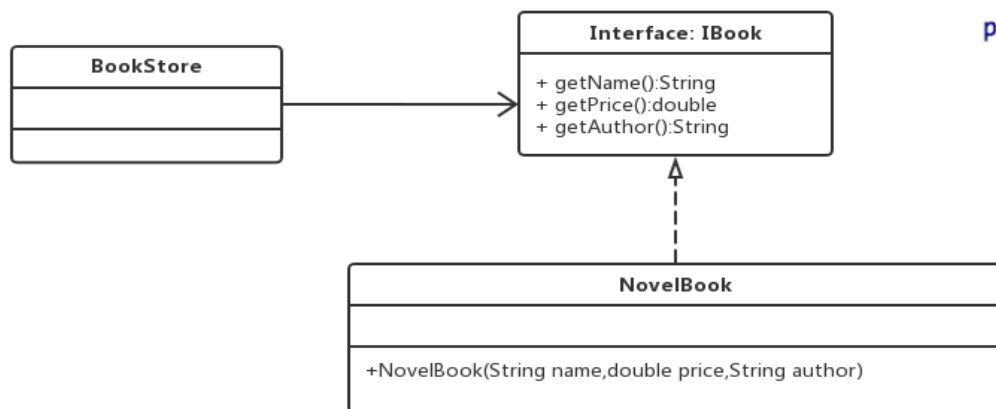 BookStore
Interface: IBook
+ getName():String
+ getPrice():double
+ getAuthor():String
NovelBook
+NovelBook(String name,double price,String author)